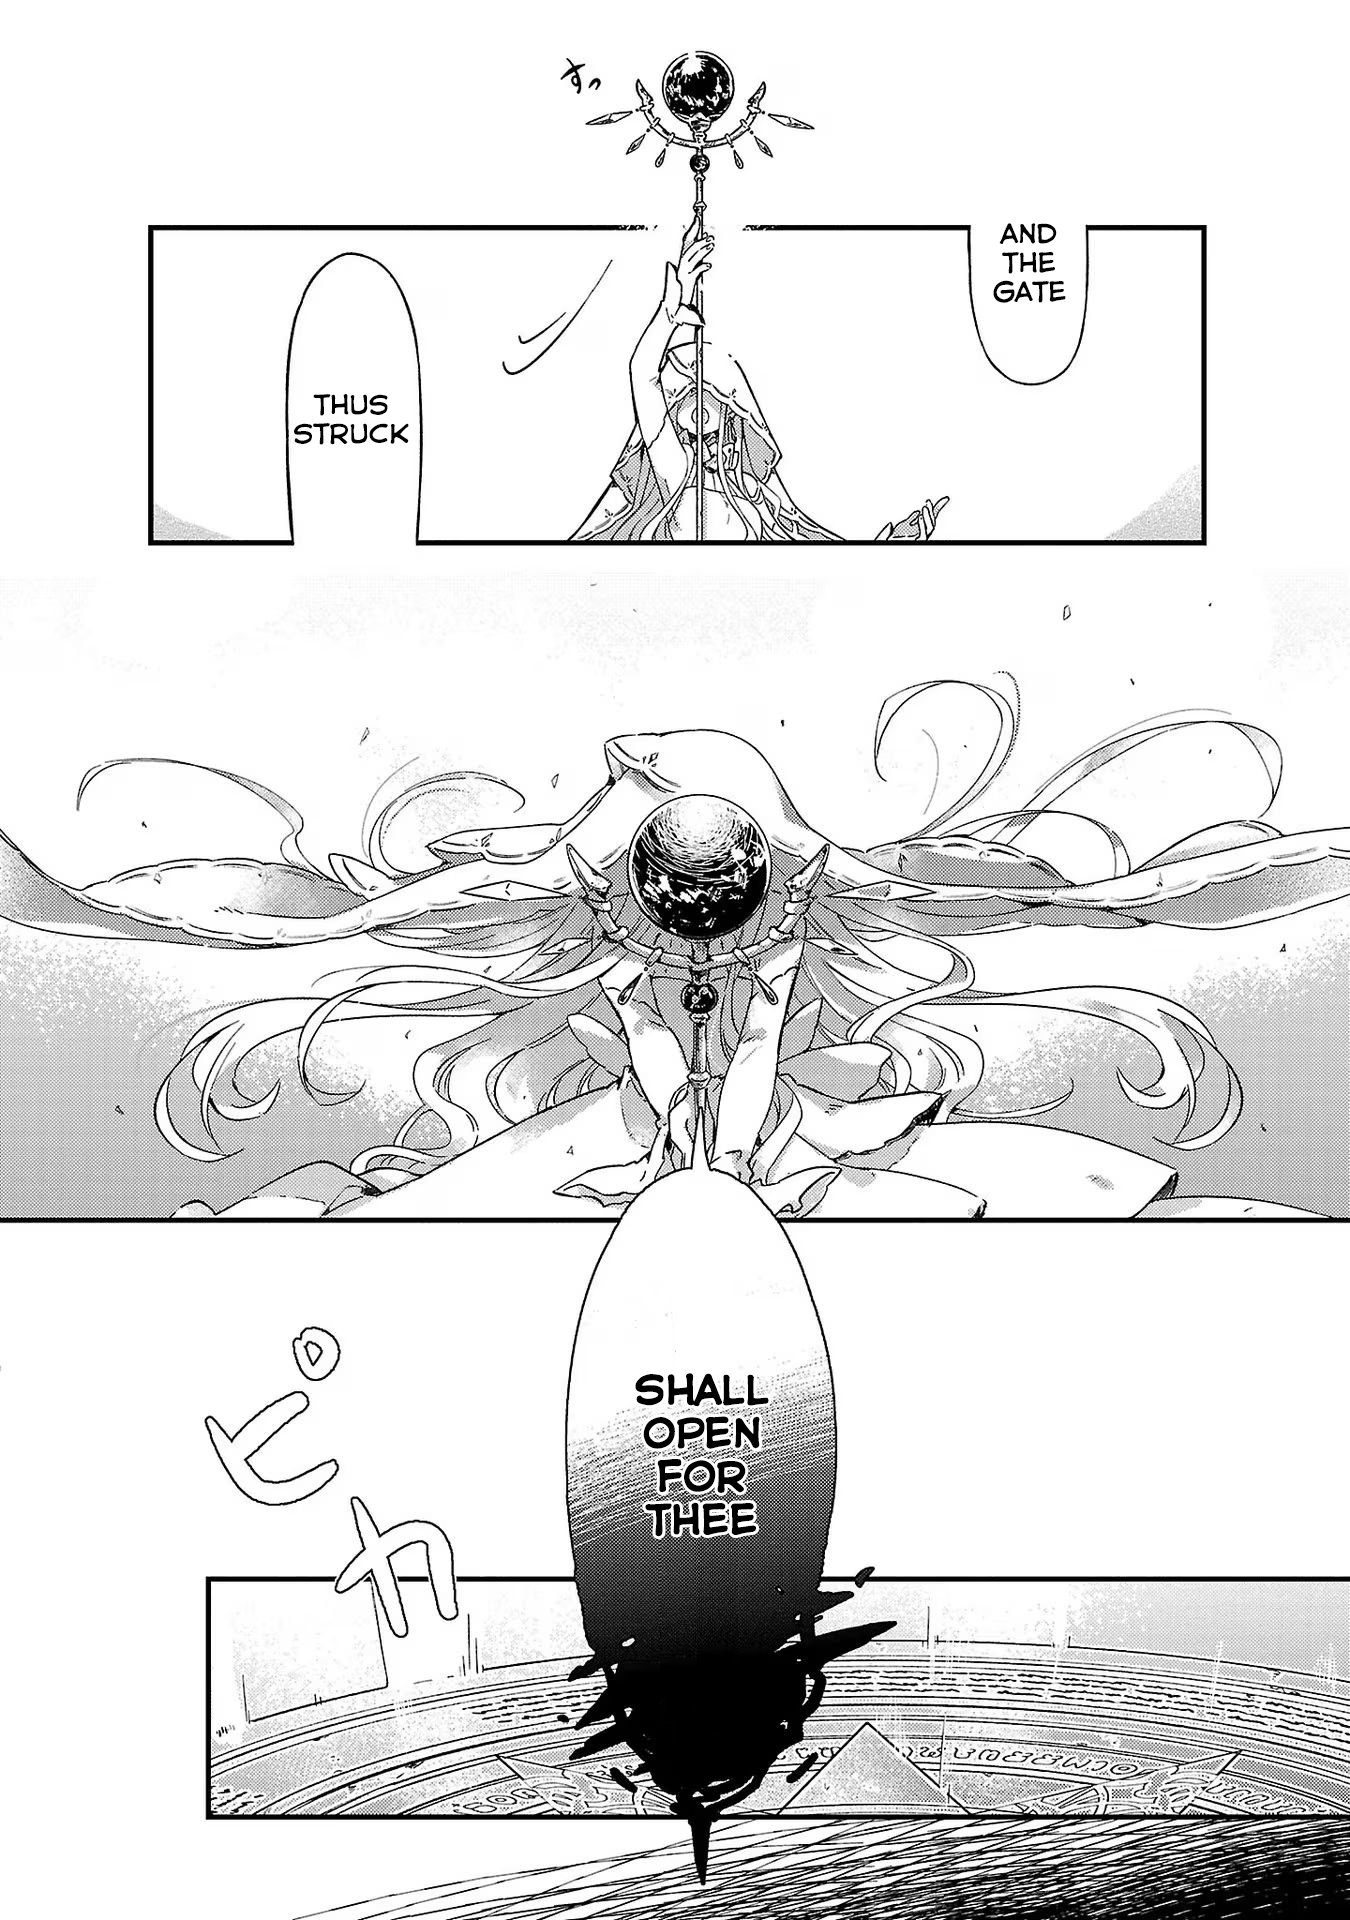 すっ
AND
THE
GATE
THUS
STRUCK
SHALL
OPEN
FOR
THEE
ピカ